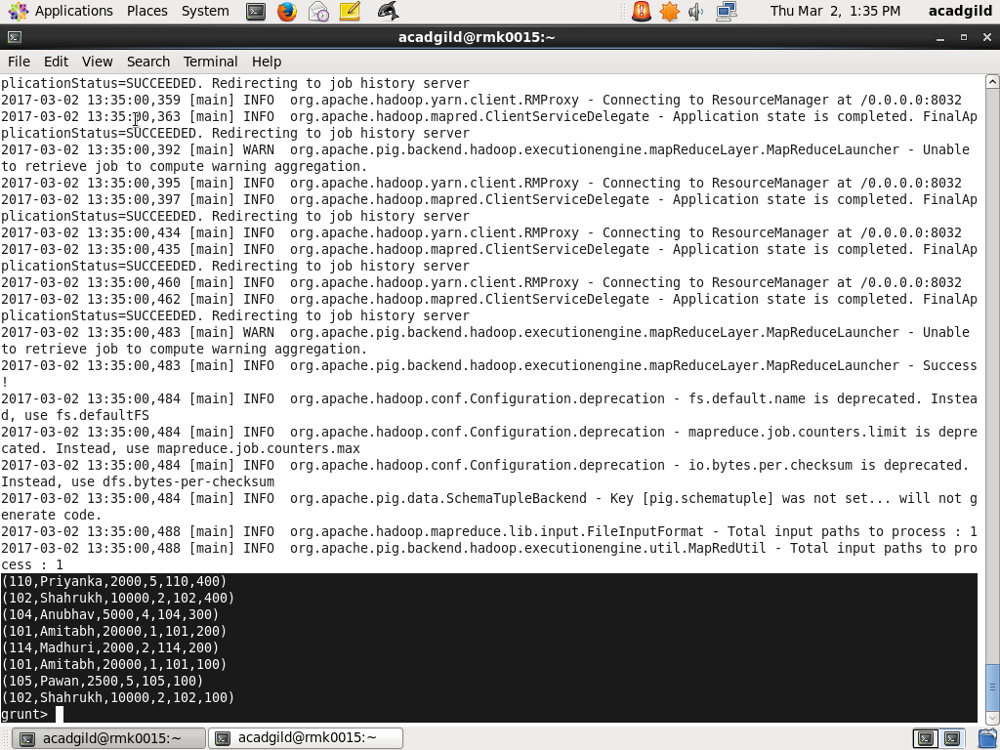 Applications Places System Thu Mar 2, 1:35 PM acadgild
acadgild@rmk0015:~
File Edit View Search Terminal Help
plicationStatus=SUCCEEDED. Redirecting to job history server
2017-03-02 13:35:00,359 [main] INFO  org.apache.hadoop.yarn.client.RMProxy - Connecting to ResourceManager at /0.0.0.0:8032
2017-03-02 13:35:00,363 [main] INFO  org.apache.hadoop.mapred.ClientServiceDelegate - Application state is completed. FinalAp
plicationStatus=SUCCEEDED. Redirecting to job history server
2017-03-02 13:35:00,392 [main] WARN  org.apache.pig.backend.hadoop.executionengine.mapReduceLayer.MapReduceLauncher - Unable
to retrieve job to compute warning aggregation.
2017-03-02 13:35:00,395 [main] INFO  org.apache.hadoop.yarn.client.RMProxy - Connecting to ResourceManager at /0.0.0.0:8032
2017-03-02 13:35:00,397 [main] INFO  org.apache.hadoop.mapred.ClientServiceDelegate - Application state is completed. FinalAp
plicationStatus=SUCCEEDED. Redirecting to job history server
2017-03-02 13:35:00,434 [main] INFO  org.apache.hadoop.yarn.client.RMProxy - Connecting to ResourceManager at /0.0.0.0:8032
2017-03-02 13:35:00,435 [main] INFO  org.apache.hadoop.mapred.ClientServiceDelegate - Application state is completed. FinalAp
plicationStatus=SUCCEEDED. Redirecting to job history server
2017-03-02 13:35:00,460 [main] INFO  org.apache.hadoop.yarn.client.RMProxy - Connecting to ResourceManager at /0.0.0.0:8032
2017-03-02 13:35:00,462 [main] INFO  org.apache.hadoop.mapred.ClientServiceDelegate - Application state is completed. FinalAp
plicationStatus=SUCCEEDED. Redirecting to job history server
2017-03-02 13:35:00,483 [main] WARN  org.apache.pig.backend.hadoop.executionengine.mapReduceLayer.MapReduceLauncher - Unable
to retrieve job to compute warning aggregation.
2017-03-02 13:35:00,483 [main] INFO  org.apache.pig.backend.hadoop.executionengine.mapReduceLayer.MapReduceLauncher - Success
!
2017-03-02 13:35:00,484 [main] INFO  org.apache.hadoop.conf.Configuration.deprecation - fs.default.name is deprecated. Instea
d, use fs.defaultFS
2017-03-02 13:35:00,484 [main] INFO  org.apache.hadoop.conf.Configuration.deprecation - mapreduce.job.counters.limit is depre
cated. Instead, use mapreduce.job.counters.max
2017-03-02 13:35:00,484 [main] INFO  org.apache.hadoop.conf.Configuration.deprecation - io.bytes.per.checksum is deprecated.
Instead, use dfs.bytes-per-checksum
2017-03-02 13:35:00,484 [main] INFO  org.apache.pig.data.SchemaTupleBackend - Key [pig.schematuple] was not set... will not g
enerate code.
2017-03-02 13:35:00,488 [main] INFO  org.apache.hadoop.mapreduce.lib.input.FileInputFormat - Total input paths to process : 1
2017-03-02 13:35:00,488 [main] INFO  org.apache.pig.backend.hadoop.executionengine.util.MapRedUtil - Total input paths to pro
cess : 1
(110,Priyanka,2000,5,110,400)
(102,Shahrukh,10000,2,102,400)
(104,Anubhav,5000,4,104,300)
(101,Amitabh,20000,1,101,200)
(114,Madhuri,2000,2,114,200)
(101,Amitabh,20000,1,101,100)
(105,Pawan,2500,5,105,100)
(102,Shahrukh,10000,2,102,100)
grunt>
acadgild@rmk0015:~ acadgild@rmk0015:~